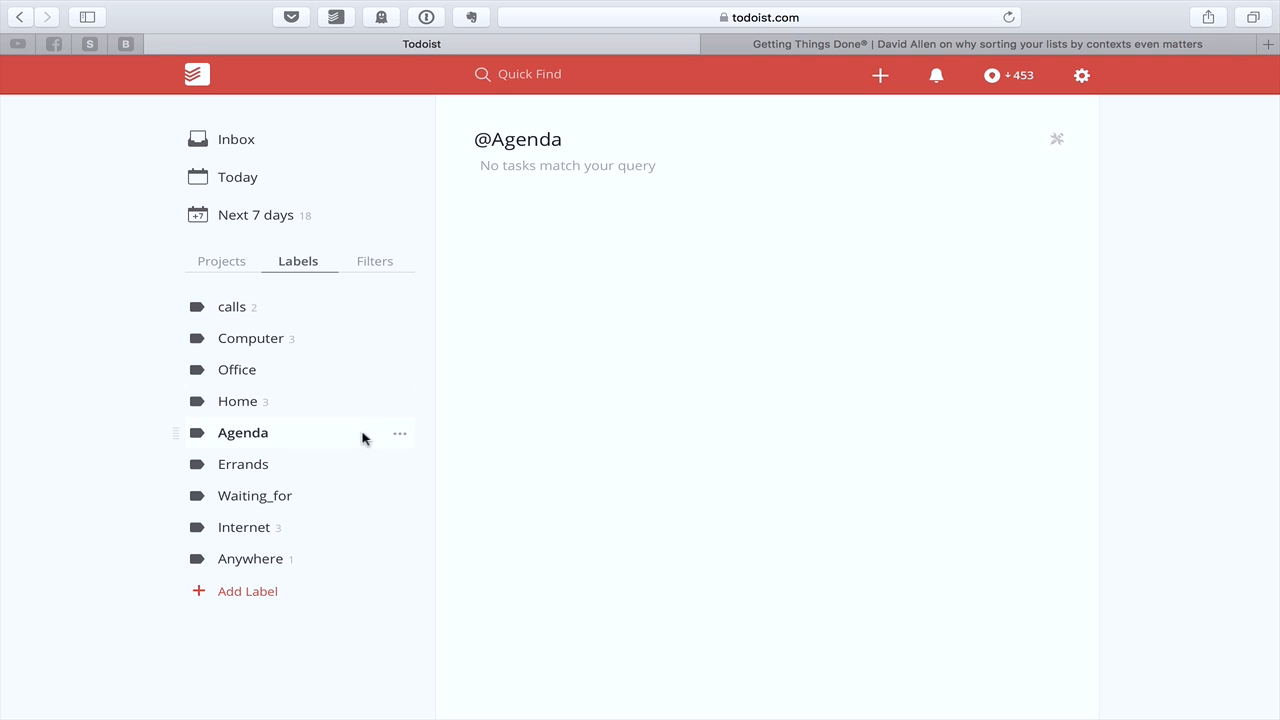 todoist.com
S
B
Todoist
Getting Things Done® | David Allen on why sorting your lists by contexts even matters
Quick Find
453
Inbox
Today
+7
Next 7 days 18
Projects
Labels
Filters
calls 2
Computer 3
Office
Home 3
Agenda
Errands
Waiting_for
Internet 3
Anywhere 1
+ Add Label
@Agenda
No tasks match your query